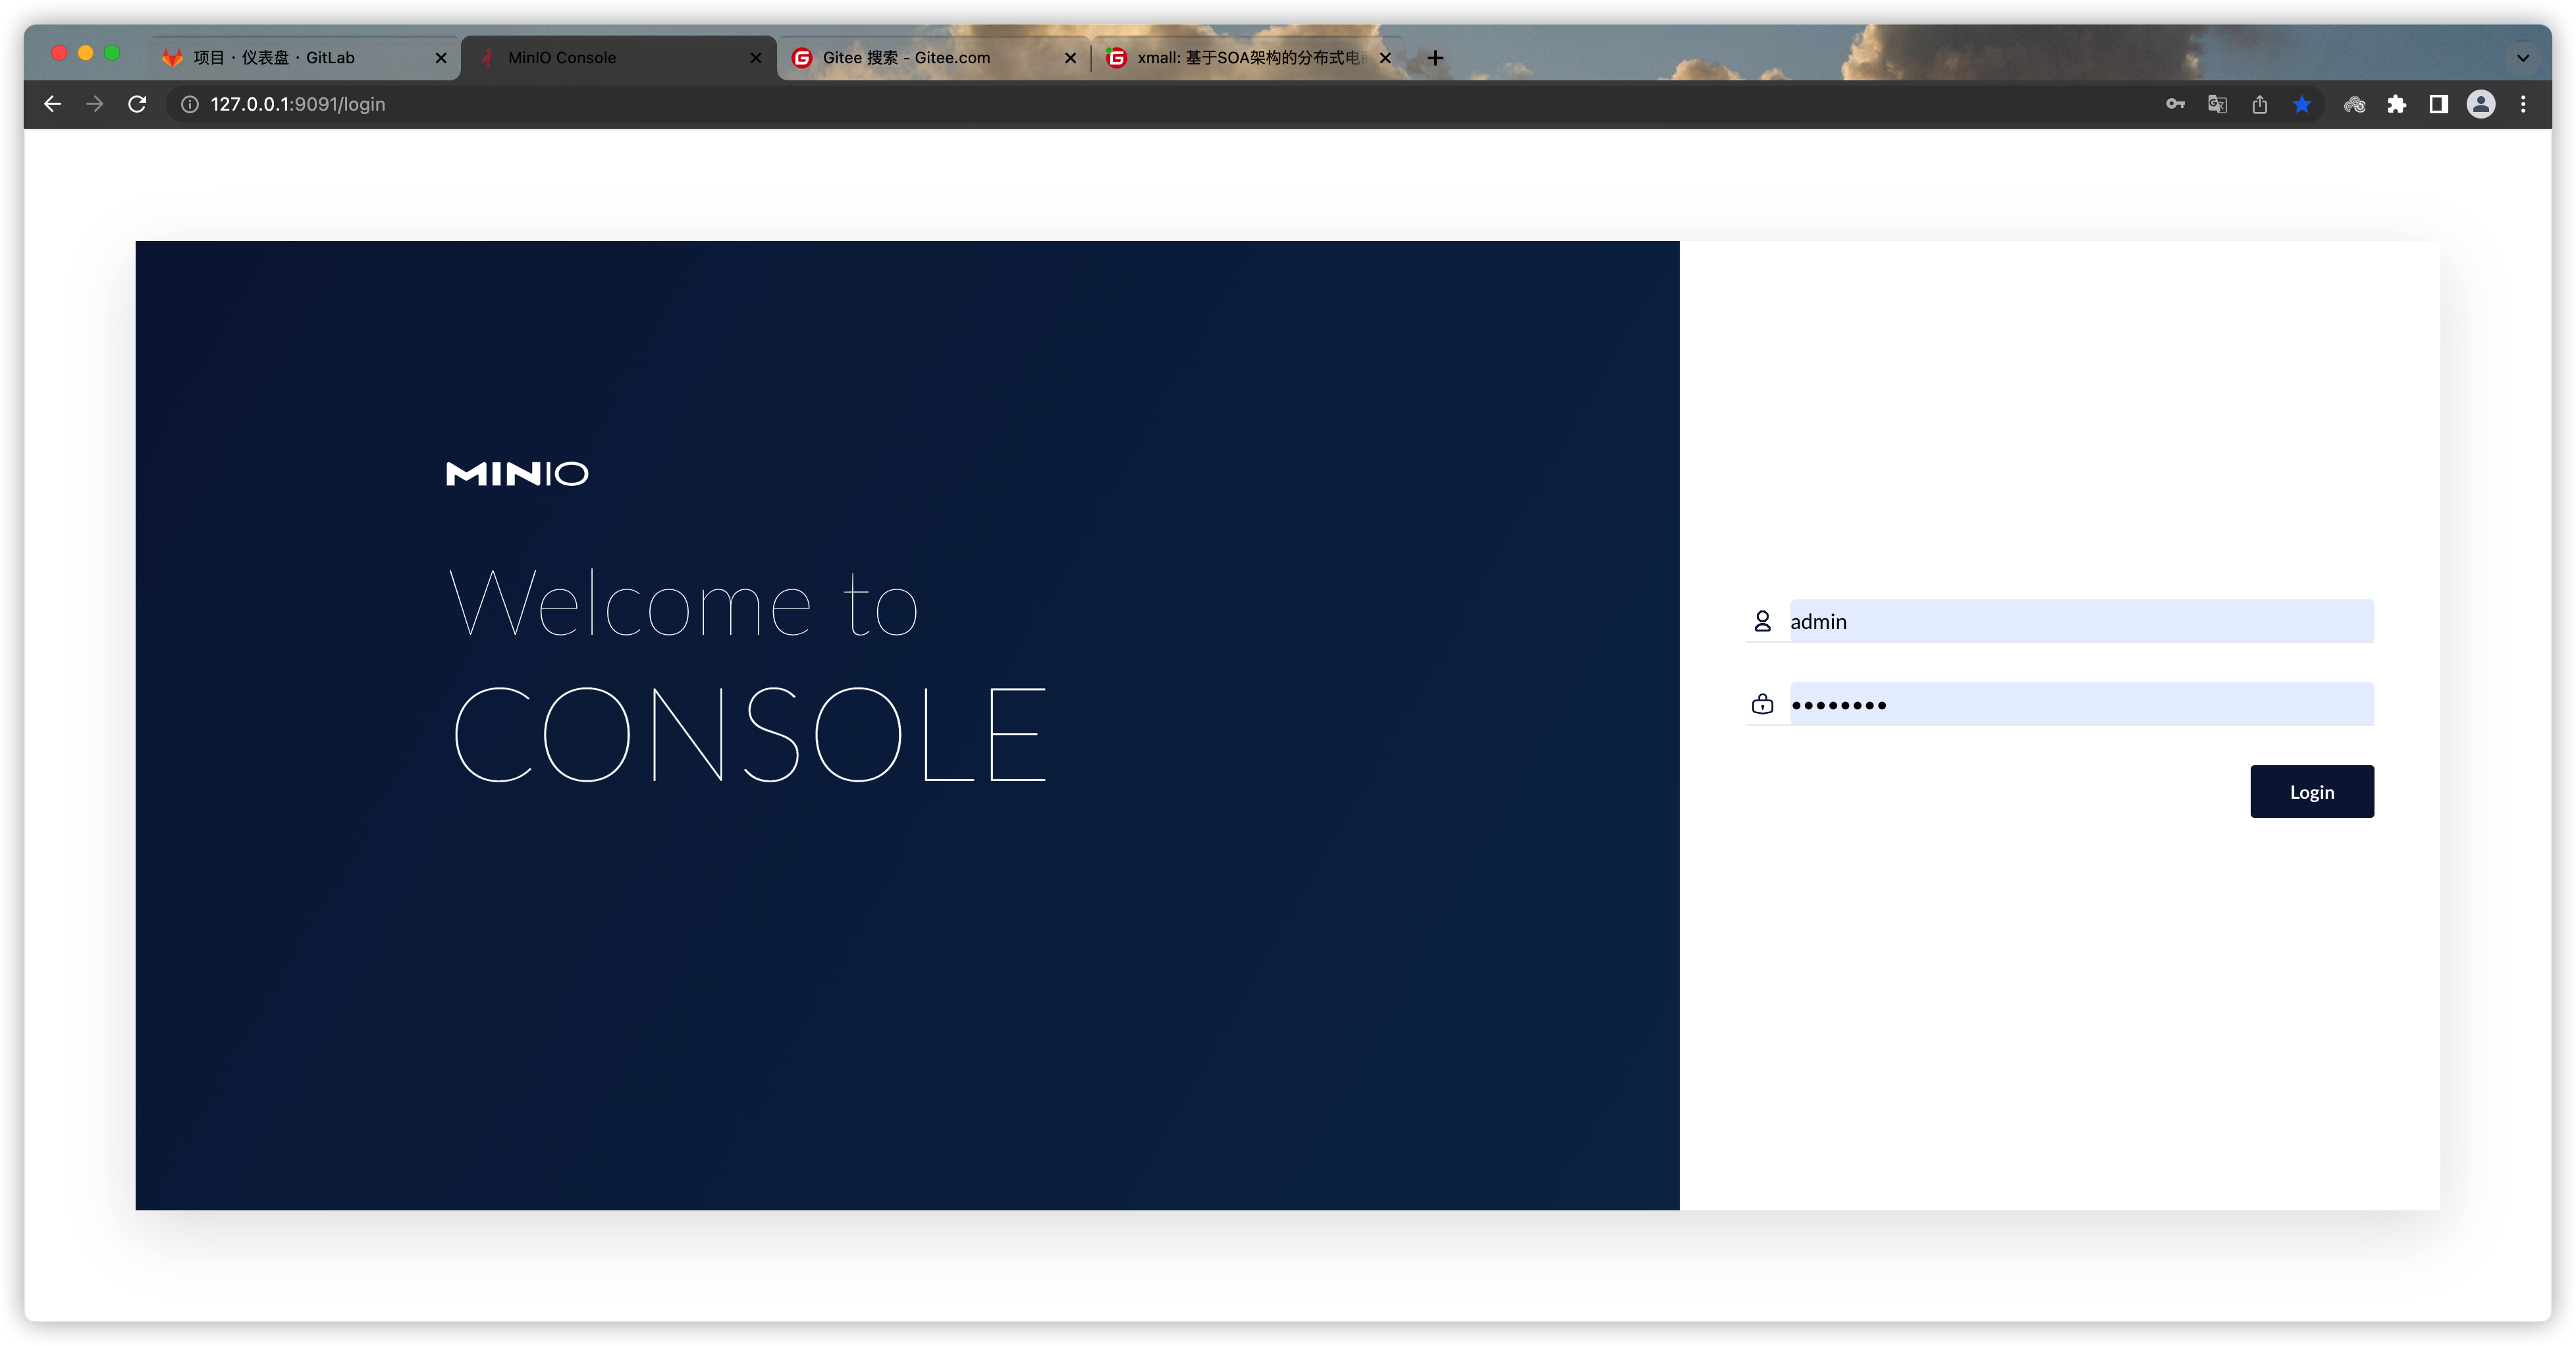 项目 · 仪表盘 · GitLab
MinIO Console
Gitee 搜索 - Gitee.com
xmall: 基于SOA架构的分布式电
127.0.0.1:9091/login
MINIO
Welcome to
CONSOLE
admin
Login